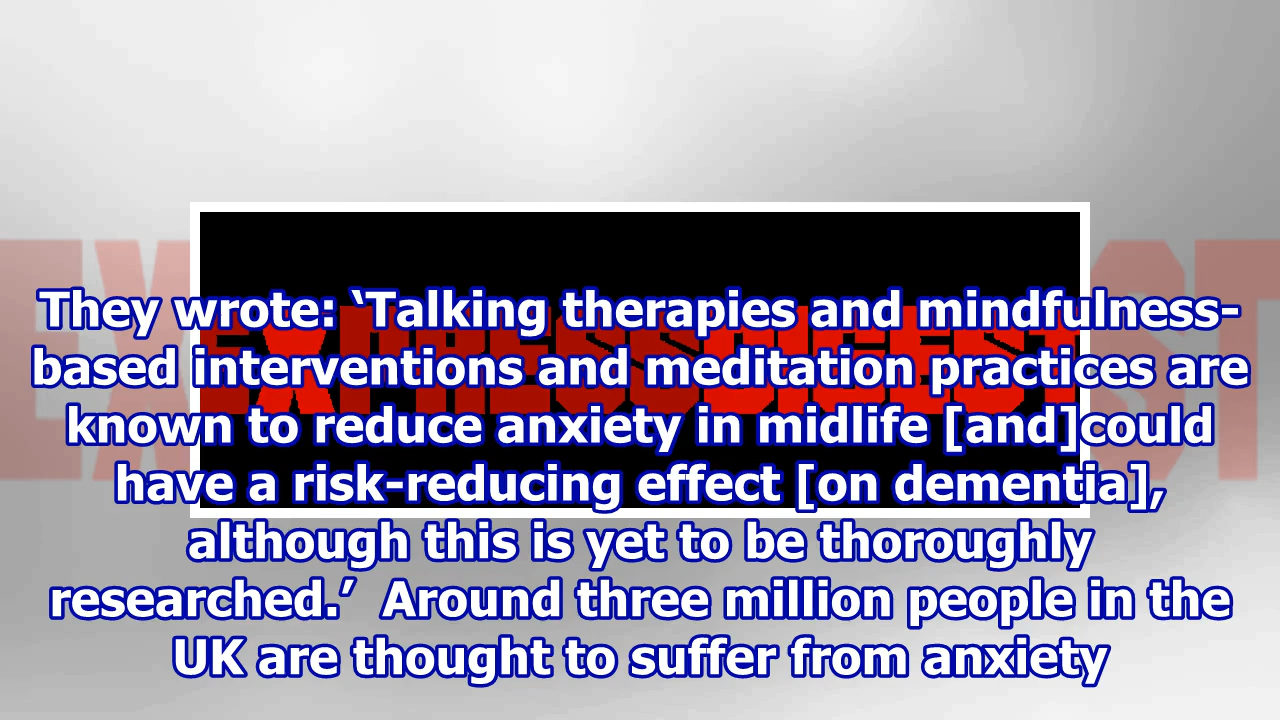 They wrote: ‘Talking therapies and mindfulness-
based interventions and meditation practices are
known to reduce anxiety in midlife [and]could
have a risk-reducing effect [on dementia],
although this is yet to be thoroughly
researched.’  Around three million people in the
UK are thought to suffer from anxiety
EXPRESSDIGEST